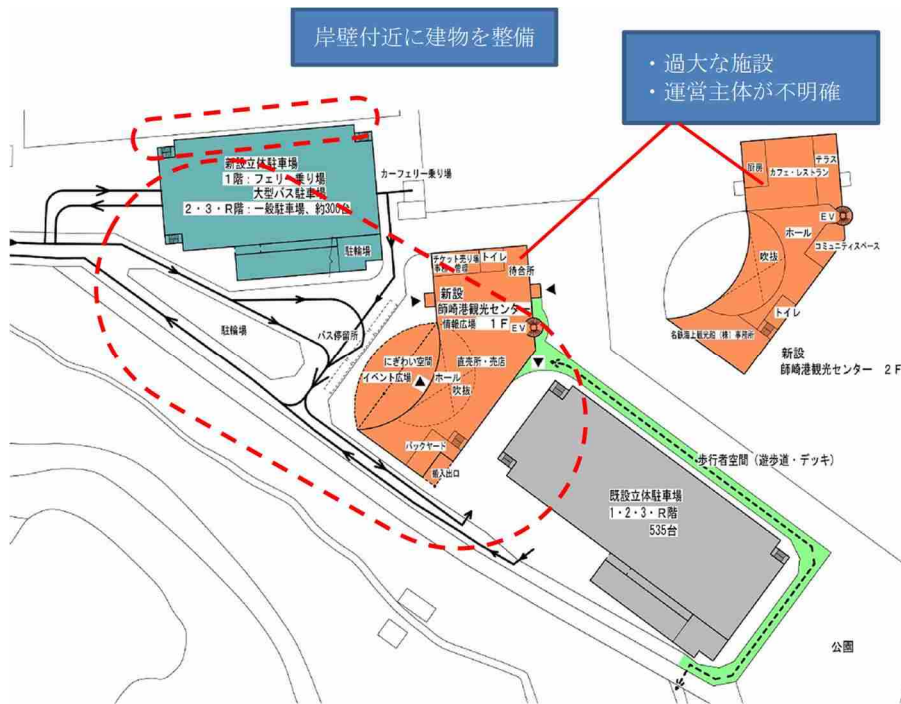 岸壁付近に建物を整備
・過大な施設
・運営主体が不明確
新設立体駐車場
1階：フェリー乗り場
大型バス駐車場
2・3・R階：一般駐車場、約300台
駐輪場
カーフェリー乗り場
駐輪場
バス停留所
チケット売り場
トイレ
待合所
新設
師崎港観光センター
情報広場 1F
EV
にぎわい空間
イベント広場
直売所・売店
ホール
吹抜
バックヤード
搬入出口
厨房
テラス
カフェ・レストラン
EV
ホール
コミュニティスペース
吹抜
トイレ
名鉄海上観光船（株）事務所
新設
師崎港観光センター 2F
歩行者空間（遊歩道・デッキ）
既設立体駐車場
1・2・3・R階
535台
公園